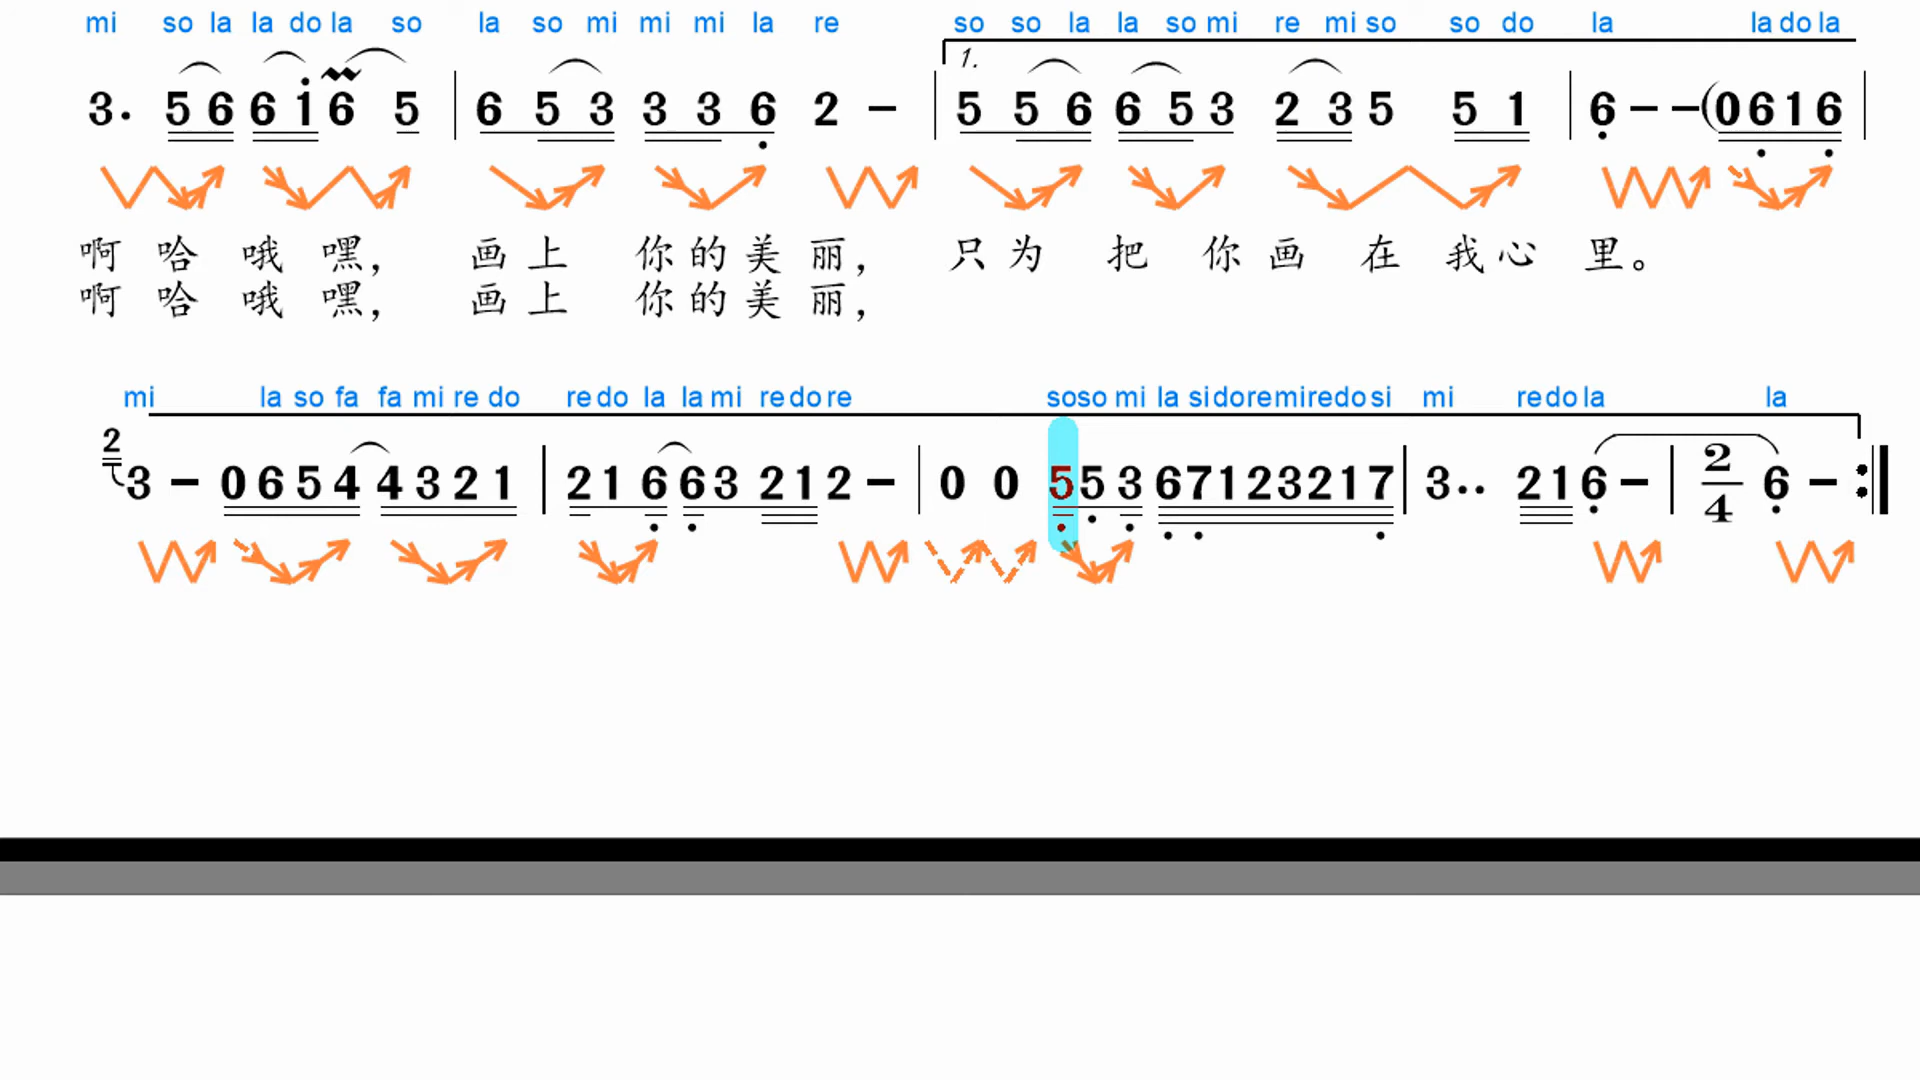 mi so la la do la so la so mi mi mi la re so so la la so mi re mi so so do la la do la
1.
3. 5 6 6 1 6 5 | 6 5 3 3 3 6 2 – | 5 5 6 6 5 3 2 3 5 5 1 | 6 – – (0 6 1 6 |
啊 哈 哦 嘿， 画 上 你 的 美 丽， 只 为 把 你 画 在 我 心 里。
啊 哈 哦 嘿， 画 上 你 的 美 丽，
mi la so fa fa mi re do re do la la mi re do re so so mi la si do re mi re do si mi re do la la
2 3 – 0 6 5 4 4 3 2 1 | 2 1 6 6 3 2 1 2 – | 0 0 5 5 3 6 7 1 2 3 2 1 7 | 3·· 2 1 6 – | 2/4 6 – :|